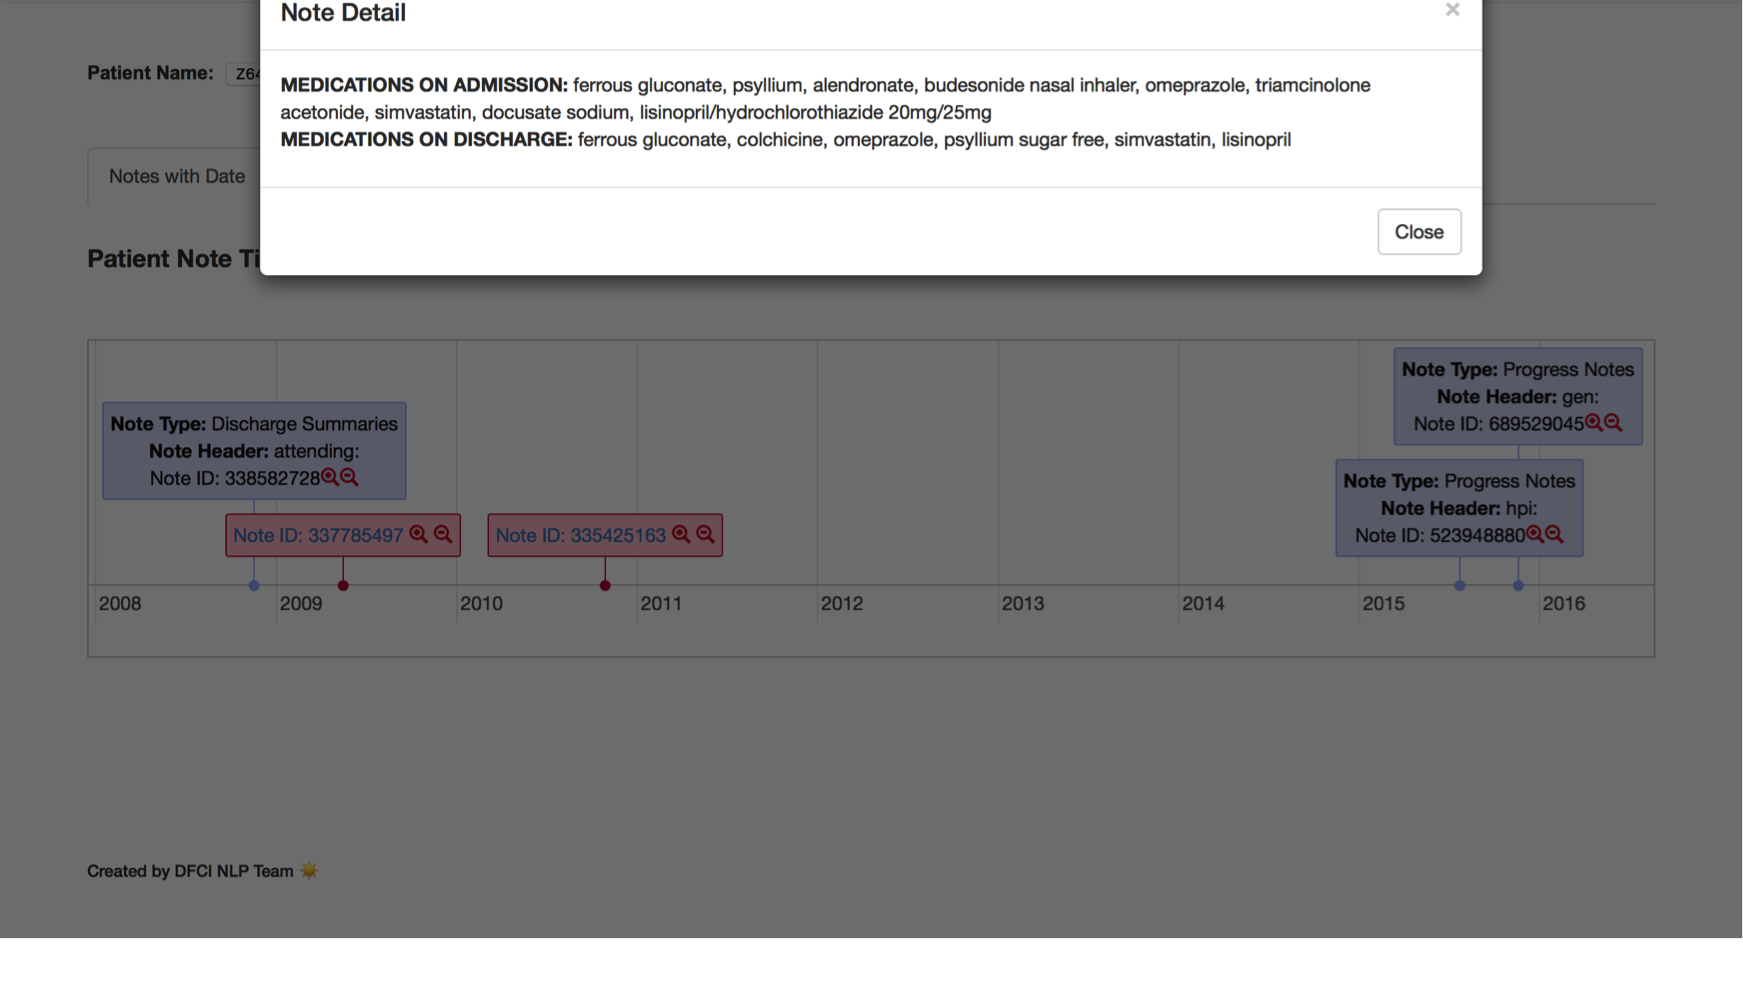 Note Detail
×
Patient Name: Z64
MEDICATIONS ON ADMISSION: ferrous gluconate, psyllium, alendronate, budesonide nasal inhaler, omeprazole, triamcinolone
acetonide, simvastatin, docusate sodium, lisinopril/hydrochlorothiazide 20mg/25mg
MEDICATIONS ON DISCHARGE: ferrous gluconate, colchicine, omeprazole, psyllium sugar free, simvastatin, lisinopril
Notes with Date
Close
Patient Note Ti
Note Type: Progress Notes
Note Header: gen:
Note ID: 689529045
Note Type: Discharge Summaries
Note Header: attending:
Note ID: 338582728
Note Type: Progress Notes
Note Header: hpi:
Note ID: 523948880
Note ID: 337785497
Note ID: 335425163
2008 2009 2010 2011 2012 2013 2014 2015 2016
Created by DFCI NLP Team